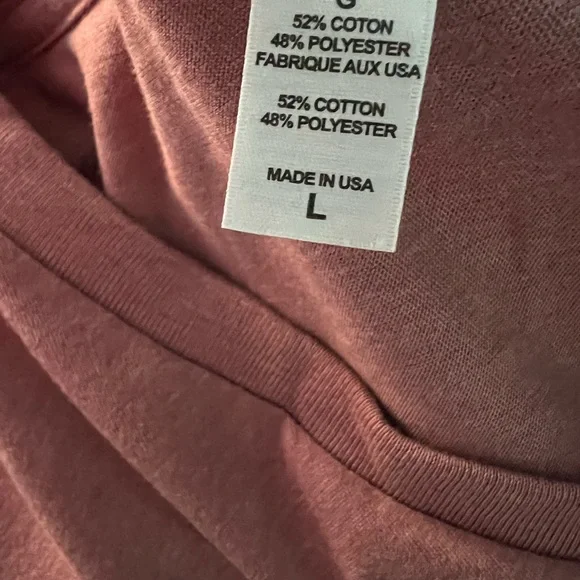 G
52% COTON
48% POLYESTER
FABRIQUE AUX USA
52% COTTON
48% POLYESTER
MADE IN USA
L